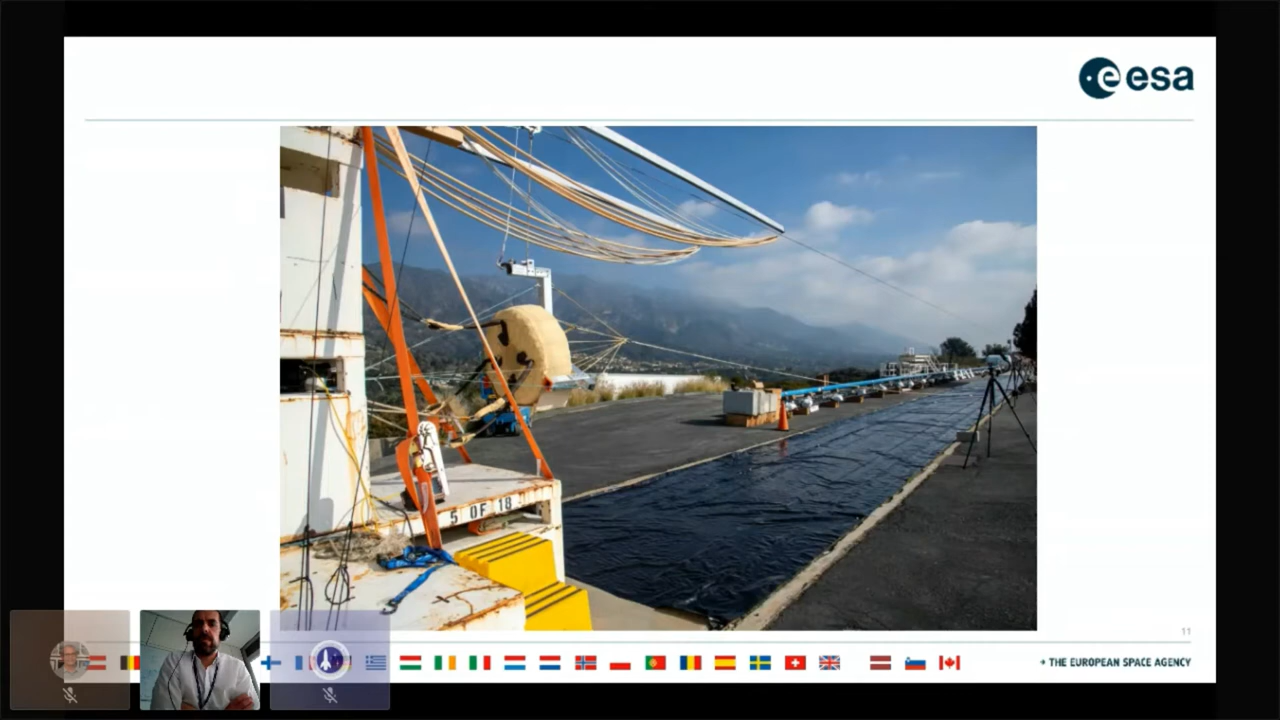 esa
5 OF 18
11
→ THE EUROPEAN SPACE AGENCY